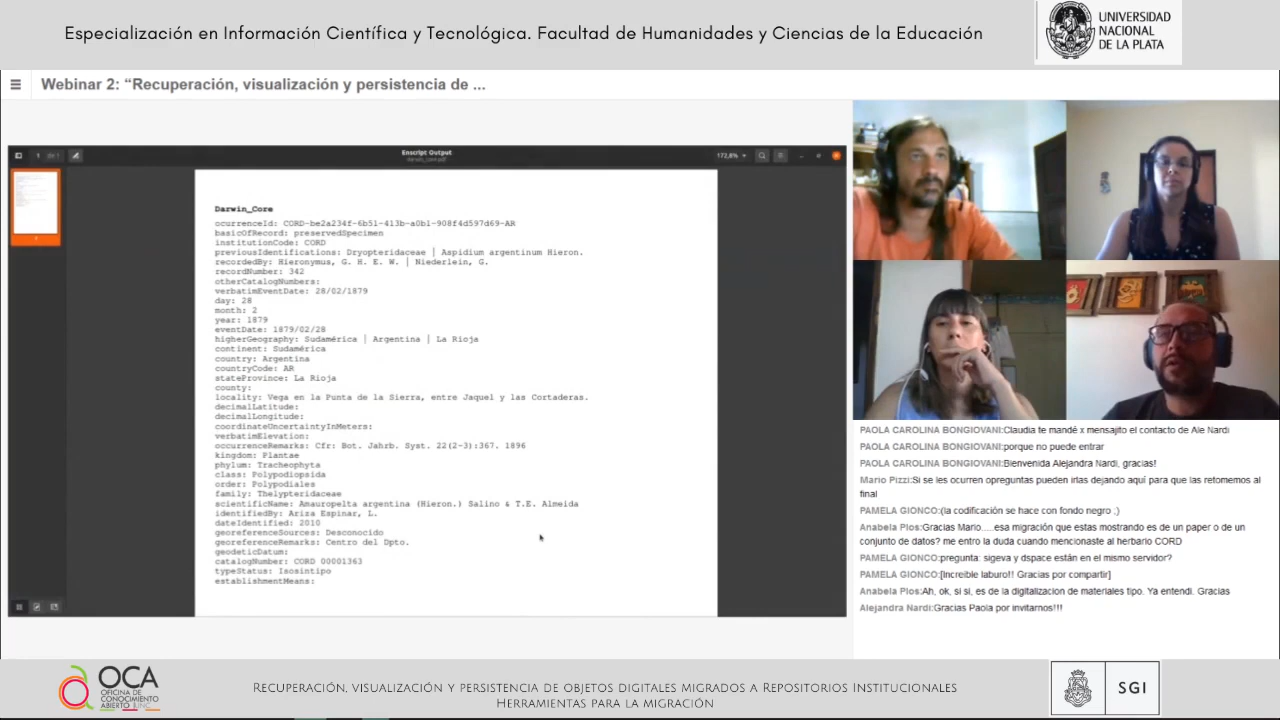 Especialización en Información Científica y Tecnológica. Facultad de Humanidades y Ciencias de la Educación
UNIVERSIDAD
NACIONAL
DE LA PLATA
Webinar 2: “Recuperación, visualización y persistencia de ...
1 de 1
Enscript Output
172,8%
Darwin_Core
ocurrenceId: CORD-be2a234f-6b51-413b-a0b1-908f4d597d69-AR
basicOfRecord: preservedSpecimen
institutionCode: CORD
previousIdentifications: Dryopteridaceae | Aspidium argentinum Hieron.
recordedBy: Hieronymus, G. H. E. W. | Niederlein, G.
recordNumber: 342
otherCatalogNumbers:
verbatimEventDate: 28/02/1879
day: 28
month: 2
year: 1879
eventDate: 1879/02/28
higherGeography: Sudamérica | Argentina | La Rioja
continent: Sudamérica
country: Argentina
countryCode: AR
stateProvince: La Rioja
county:
locality: Vega en la Punta de la Sierra, entre Jaquel y las Cortaderas.
decimalLatitude:
decimalLongitude:
coordinateUncertaintyInMeters:
verbatimElevation:
occurrenceRemarks: Cfr: Bot. Jahrb. Syst. 22(2-3):367. 1896
kingdom: Plantae
phylum: Tracheophyta
class: Polypodiopsida
order: Polypodiales
family: Thelypteridaceae
scientificName: Amauropelta argentina (Hieron.) Salino & T.E. Almeida
identifiedBy: Ariza Espinar, L.
dateIdentified: 2010
georeferenceSources: Desconocido
georeferenceRemarks: Centro del Dpto.
geodeticDatum:
catalogNumber: CORD 00001363
typeStatus: Isosintipo
establishmentMeans:
PAOLA CAROLINA BONGIOVANI:Claudia te mandé x mensajito el contacto de Ale Nardi
PAOLA CAROLINA BONGIOVANI:porque no puede entrar
PAOLA CAROLINA BONGIOVANI:Bienvenida Alejandra Nardi, gracias!
Mario Pizzi:Si se les ocurren opreguntas pueden irlas dejando aquí para que las retomemos al
final
PAMELA GIONCO:(la codificación se hace con fondo negro ;)
Anabela Plos:Gracias Mario....esa migración que estas mostrando es de un paper o de un
conjunto de datos? me entro la duda cuando mencionaste al herbario CORD
PAMELA GIONCO:pregunta: sigeva y dspace están en el mismo servidor?
PAMELA GIONCO:[Increíble laburo!! Gracias por compartir]
Anabela Plos:Ah, ok, si si, es de la digitalizacion de materiales tipo. Ya entendi. Gracias
Alejandra Nardi:Gracias Paola por invitarnos!!!
OCA
OFICINA DE
CONOCIMIENTO
ABIERTO
RECUPERACIÓN, VISUALIZACIÓN Y PERSISTENCIA DE OBJETOS DIGITALES MIGRADOS A REPOSITORIOS INSTITUCIONALES
HERRAMIENTAS PARA LA MIGRACIÓN
SGI